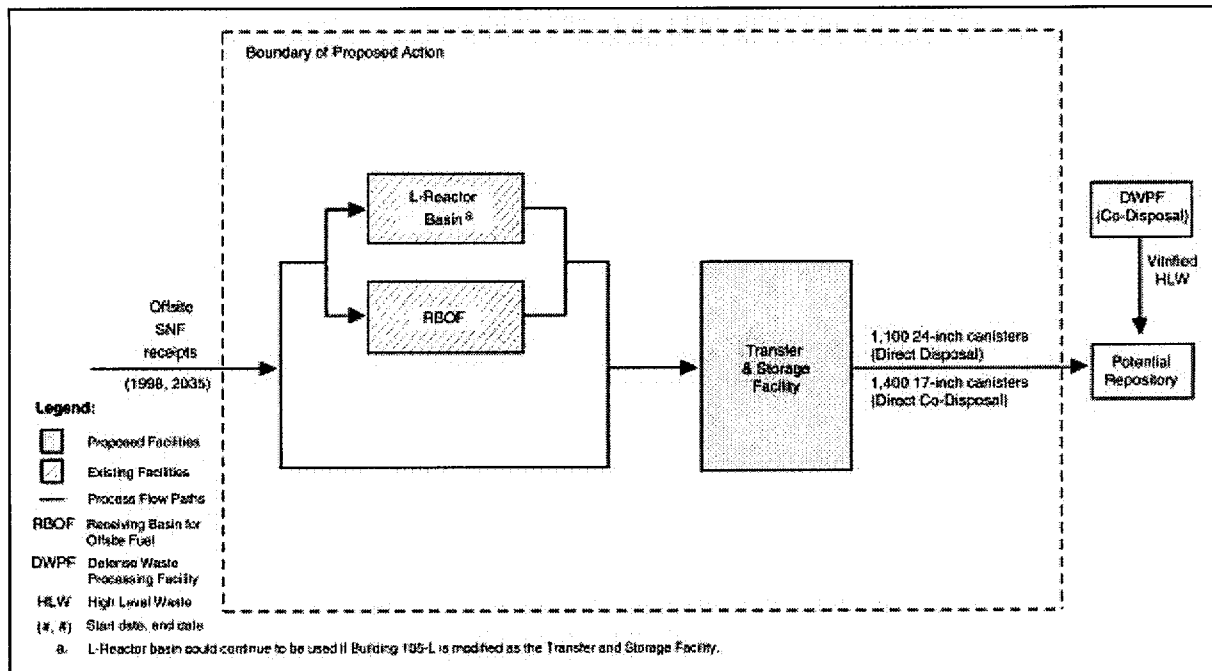 Boundary of Proposed Action
L-Reactor
Basin a
RBOF
Offsite
SNF
receipts
(1998, 2035)
Transfer
& Storage
Facility
1,100 24-inch canisters
(Direct Disposal)
1,400 17-inch canisters
(Direct Co-Disposal)
DWPF
(Co-Disposal)
Vitrified
HLW
Potential
Repository
Legend:
Proposed Facilities
Existing Facilities
Process Flow Paths
RBOF Receiving Basin for
Offsite Fuel
DWPF Defense Waste
Processing Facility
HLW High Level Waste
(#, #) Start date, end date
a. L-Reactor basin could continue to be used if Building 105-L is modified as the Transfer and Storage Facility.